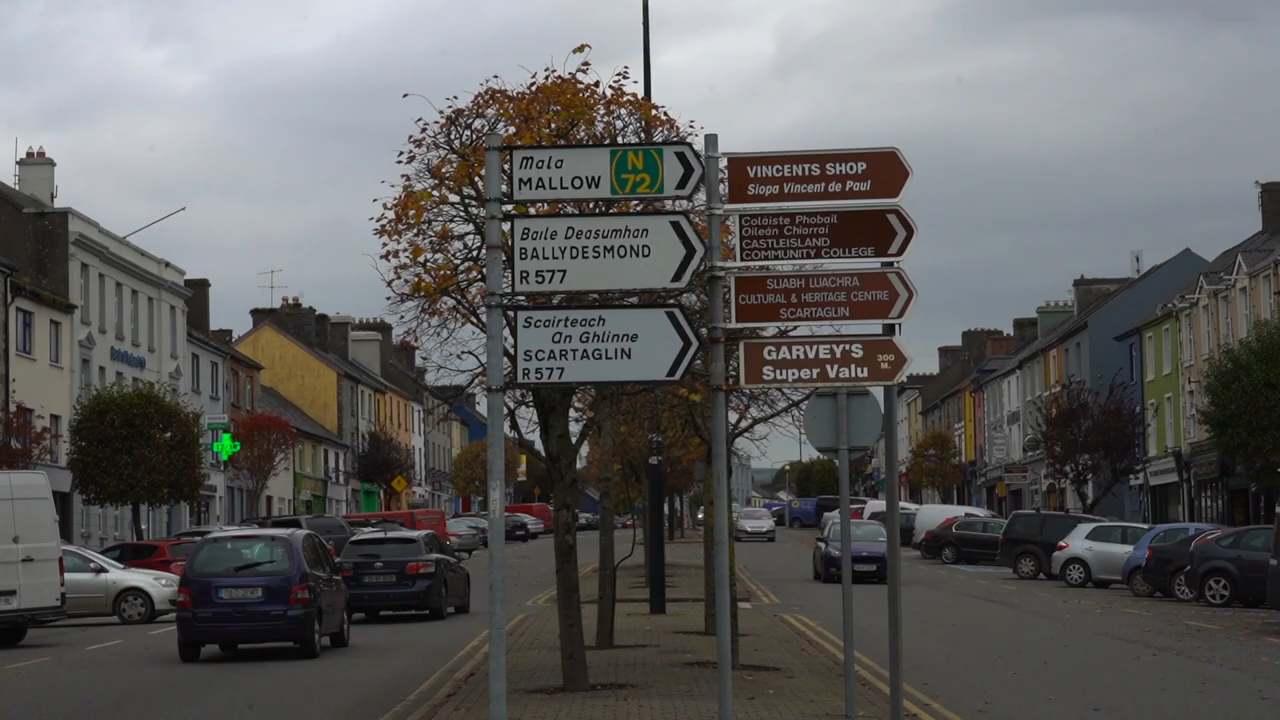 Mala
MALLOW
(N
72)
Baile Deasumhan
BALLYDESMOND
R 577
Scairteach
An Ghlinne
SCARTAGLIN
R 577
VINCENTS SHOP
Siopa Vincent de Paul
Coláiste Phobail
Oileán Chiarraí
CASTLEISLAND
COMMUNITY COLLEGE
SLIABH LUACHRA
CULTURAL & HERITAGE CENTRE
SCARTAGLIN
GARVEY'S
Super Valu
300
M.